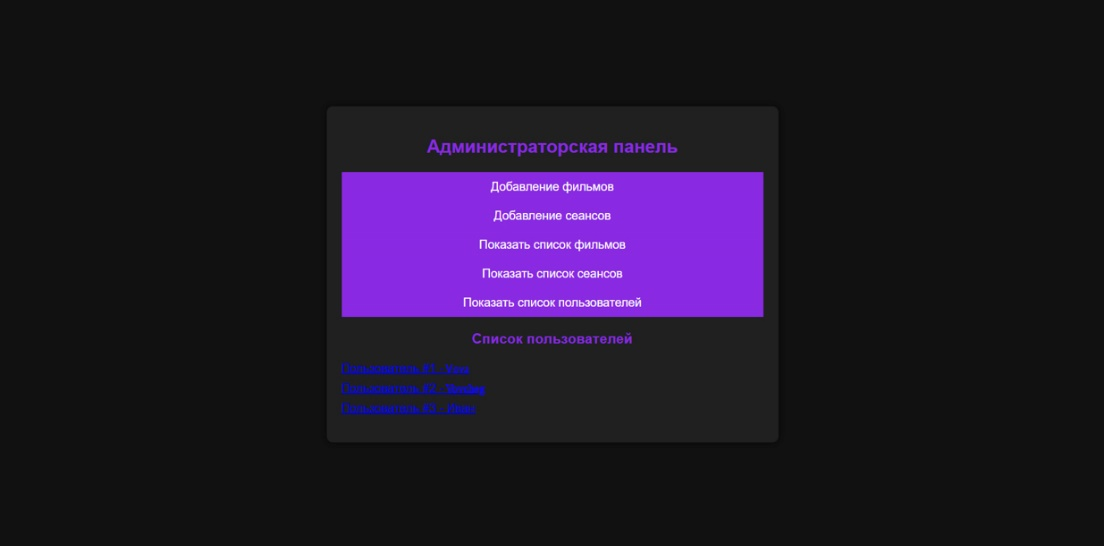 Администраторская панель
Добавление фильмов
Добавление сеансов
Показать список фильмов
Показать список сеансов
Показать список пользователей
Список пользователей
Пользователь #1 -
Пользователь #2 -
Пользователь #3 -